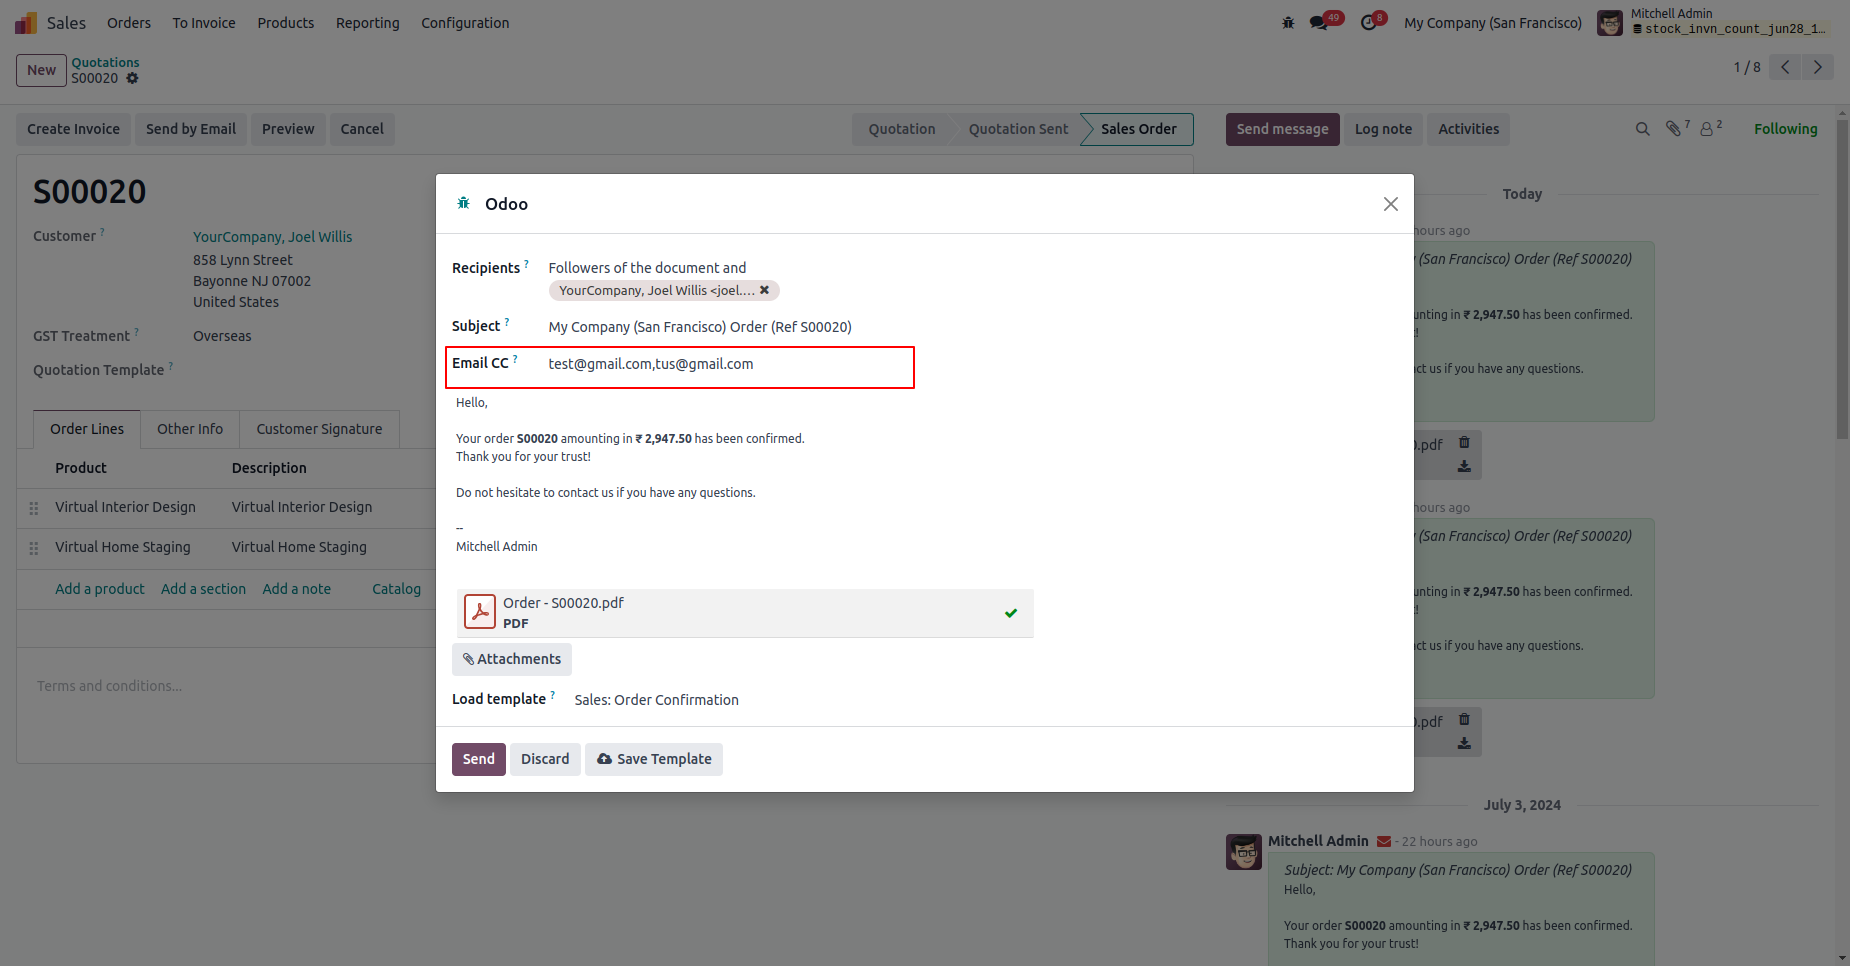 Sales Orders To Invoice Products Reporting Configuration 49 8 My Company (San Francisco) Mitchell Admin
stock_invn_count_jun28_1…
New Quotations
S00020
1 / 8
Create Invoice Send by Email Preview Cancel Quotation Quotation Sent Sales Order Send message Log note Activities 7 2 Following
S00020
Customer ? YourCompany, Joel Willis
858 Lynn Street
Bayonne NJ 07002
United States
GST Treatment ? Overseas
Quotation Template ?
Order Lines Other Info Customer Signature
Product Description
Virtual Interior Design Virtual Interior Design
Virtual Home Staging Virtual Home Staging
Add a product Add a section Add a note Catalog
Terms and conditions...
Odoo
Recipients ? Followers of the document and
YourCompany, Joel Willis <joel.…
Subject ? My Company (San Francisco) Order (Ref S00020)
Email CC ? test@gmail.com,tus@gmail.com
Hello,
Your order S00020 amounting in ₹ 2,947.50 has been confirmed.
Thank you for your trust!
Do not hesitate to contact us if you have any questions.
--
Mitchell Admin
Order - S00020.pdf
PDF
Attachments
Load template ? Sales: Order Confirmation
Send Discard Save Template
Today
hours ago
(San Francisco) Order (Ref S00020)
unting in ₹ 2,947.50 has been confirmed.
ct us if you have any questions.
.pdf
hours ago
(San Francisco) Order (Ref S00020)
unting in ₹ 2,947.50 has been confirmed.
ct us if you have any questions.
.pdf
July 3, 2024
Mitchell Admin - 22 hours ago
Subject: My Company (San Francisco) Order (Ref S00020)
Hello,
Your order S00020 amounting in ₹ 2,947.50 has been confirmed.
Thank you for your trust!